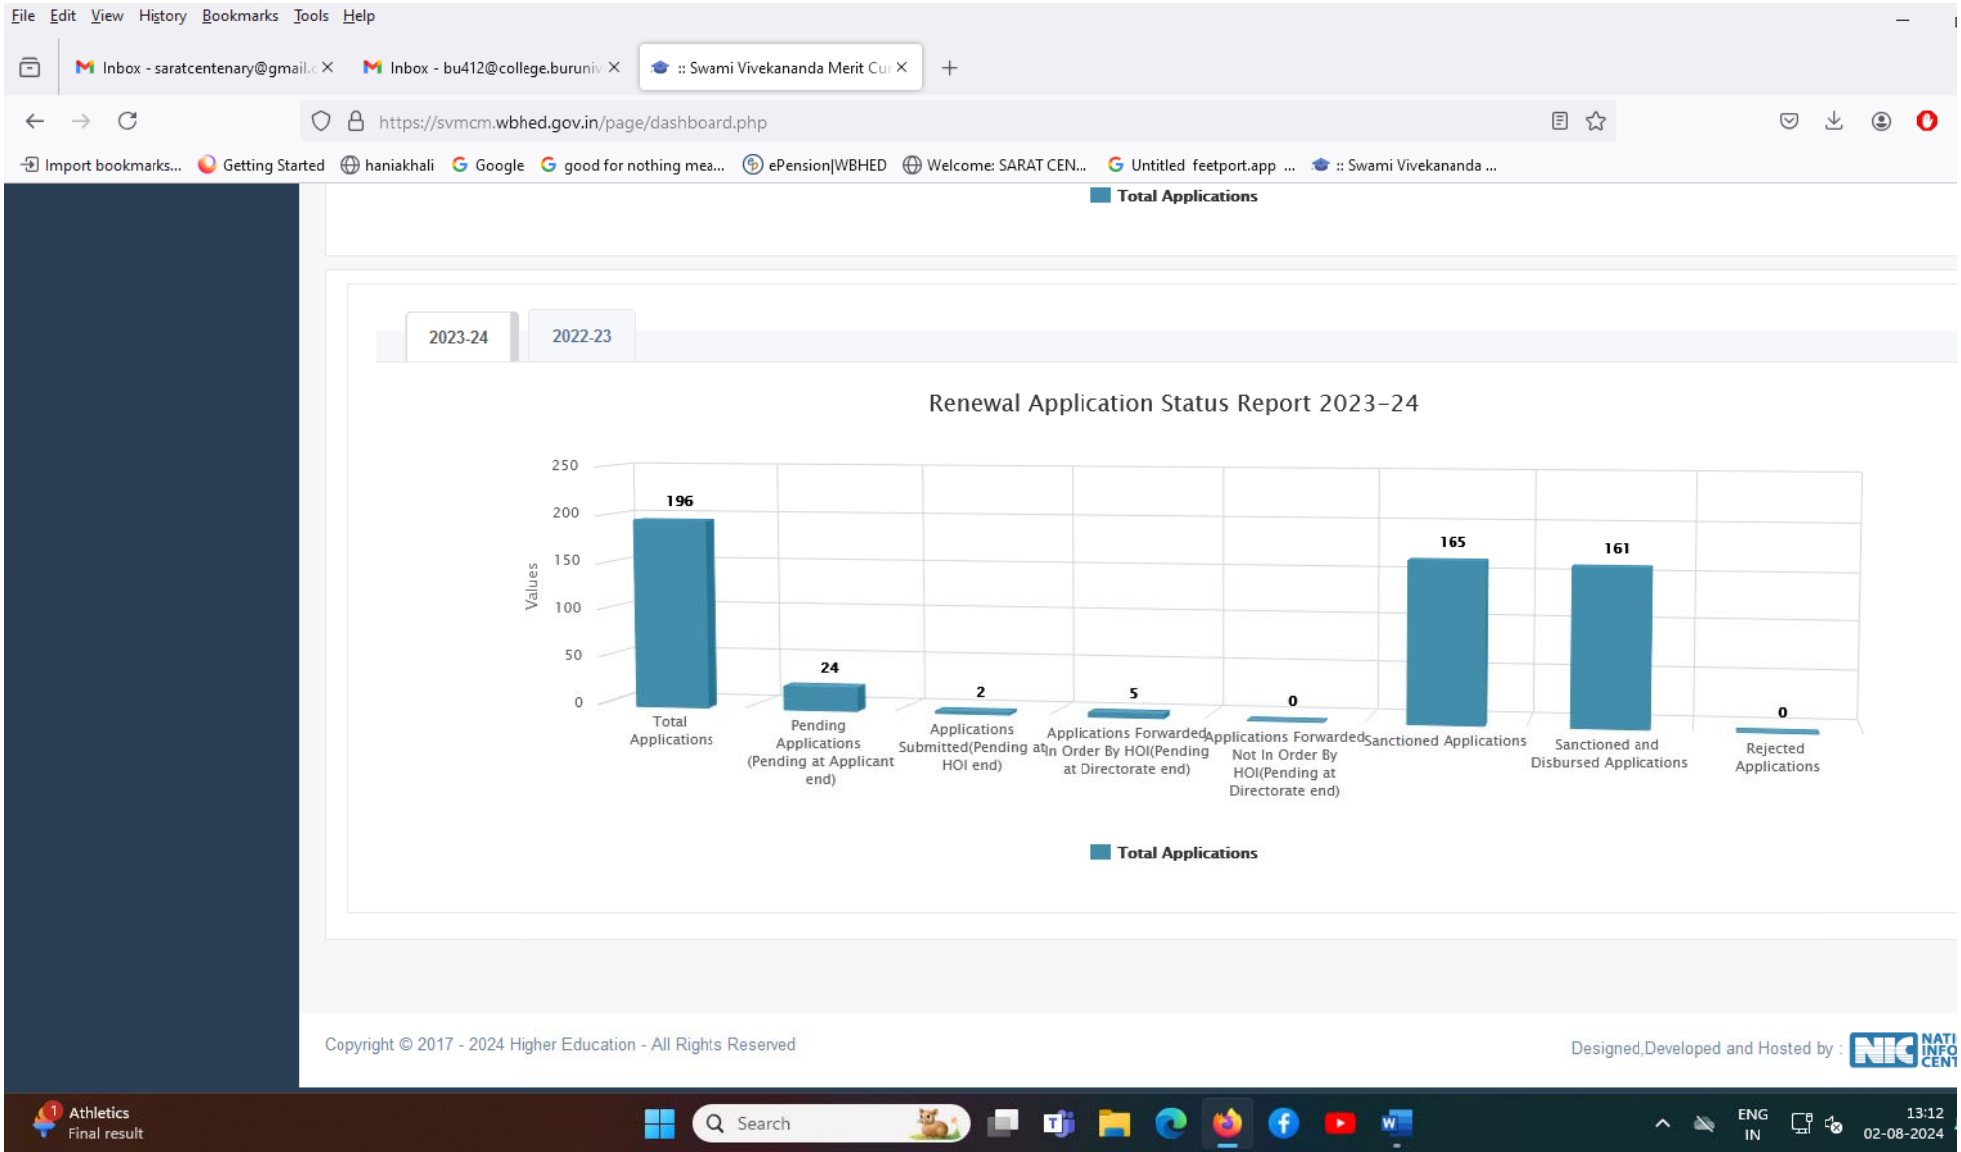 File Edit View History Bookmarks Tools Help
Inbox - saratcentenary@gmail.c Inbox - bu412@college.buruniv :: Swami Vivekananda Merit Cur
https://svmcm.wbhed.gov.in/page/dashboard.php
Import bookmarks... Getting Started haniakhali Google good for nothing mea... ePension|WBHED Welcome: SARAT CEN... Untitled feetport.app ... :: Swami Vivekananda ...
Total Applications
2023-24 2022-23
Renewal Application Status Report 2023-24
Values
250
200
150
100
50
0
196
24
2
5
0
165
161
0
Total
Applications
Pending
Applications
(Pending at Applicant
end)
Applications
Submitted(Pending at
HOI end)
Applications Forwarded
In Order By HOI(Pending
at Directorate end)
Applications Forwarded
Not In Order By
HOI(Pending at
Directorate end)
Sanctioned Applications
Sanctioned and
Disbursed Applications
Rejected
Applications
Total Applications
Copyright © 2017 - 2024 Higher Education - All Rights Reserved
Designed,Developed and Hosted by :
NIC
NATI
INFO
CENT
1
Athletics
Final result
Search
ENG
IN
13:12
02-08-2024